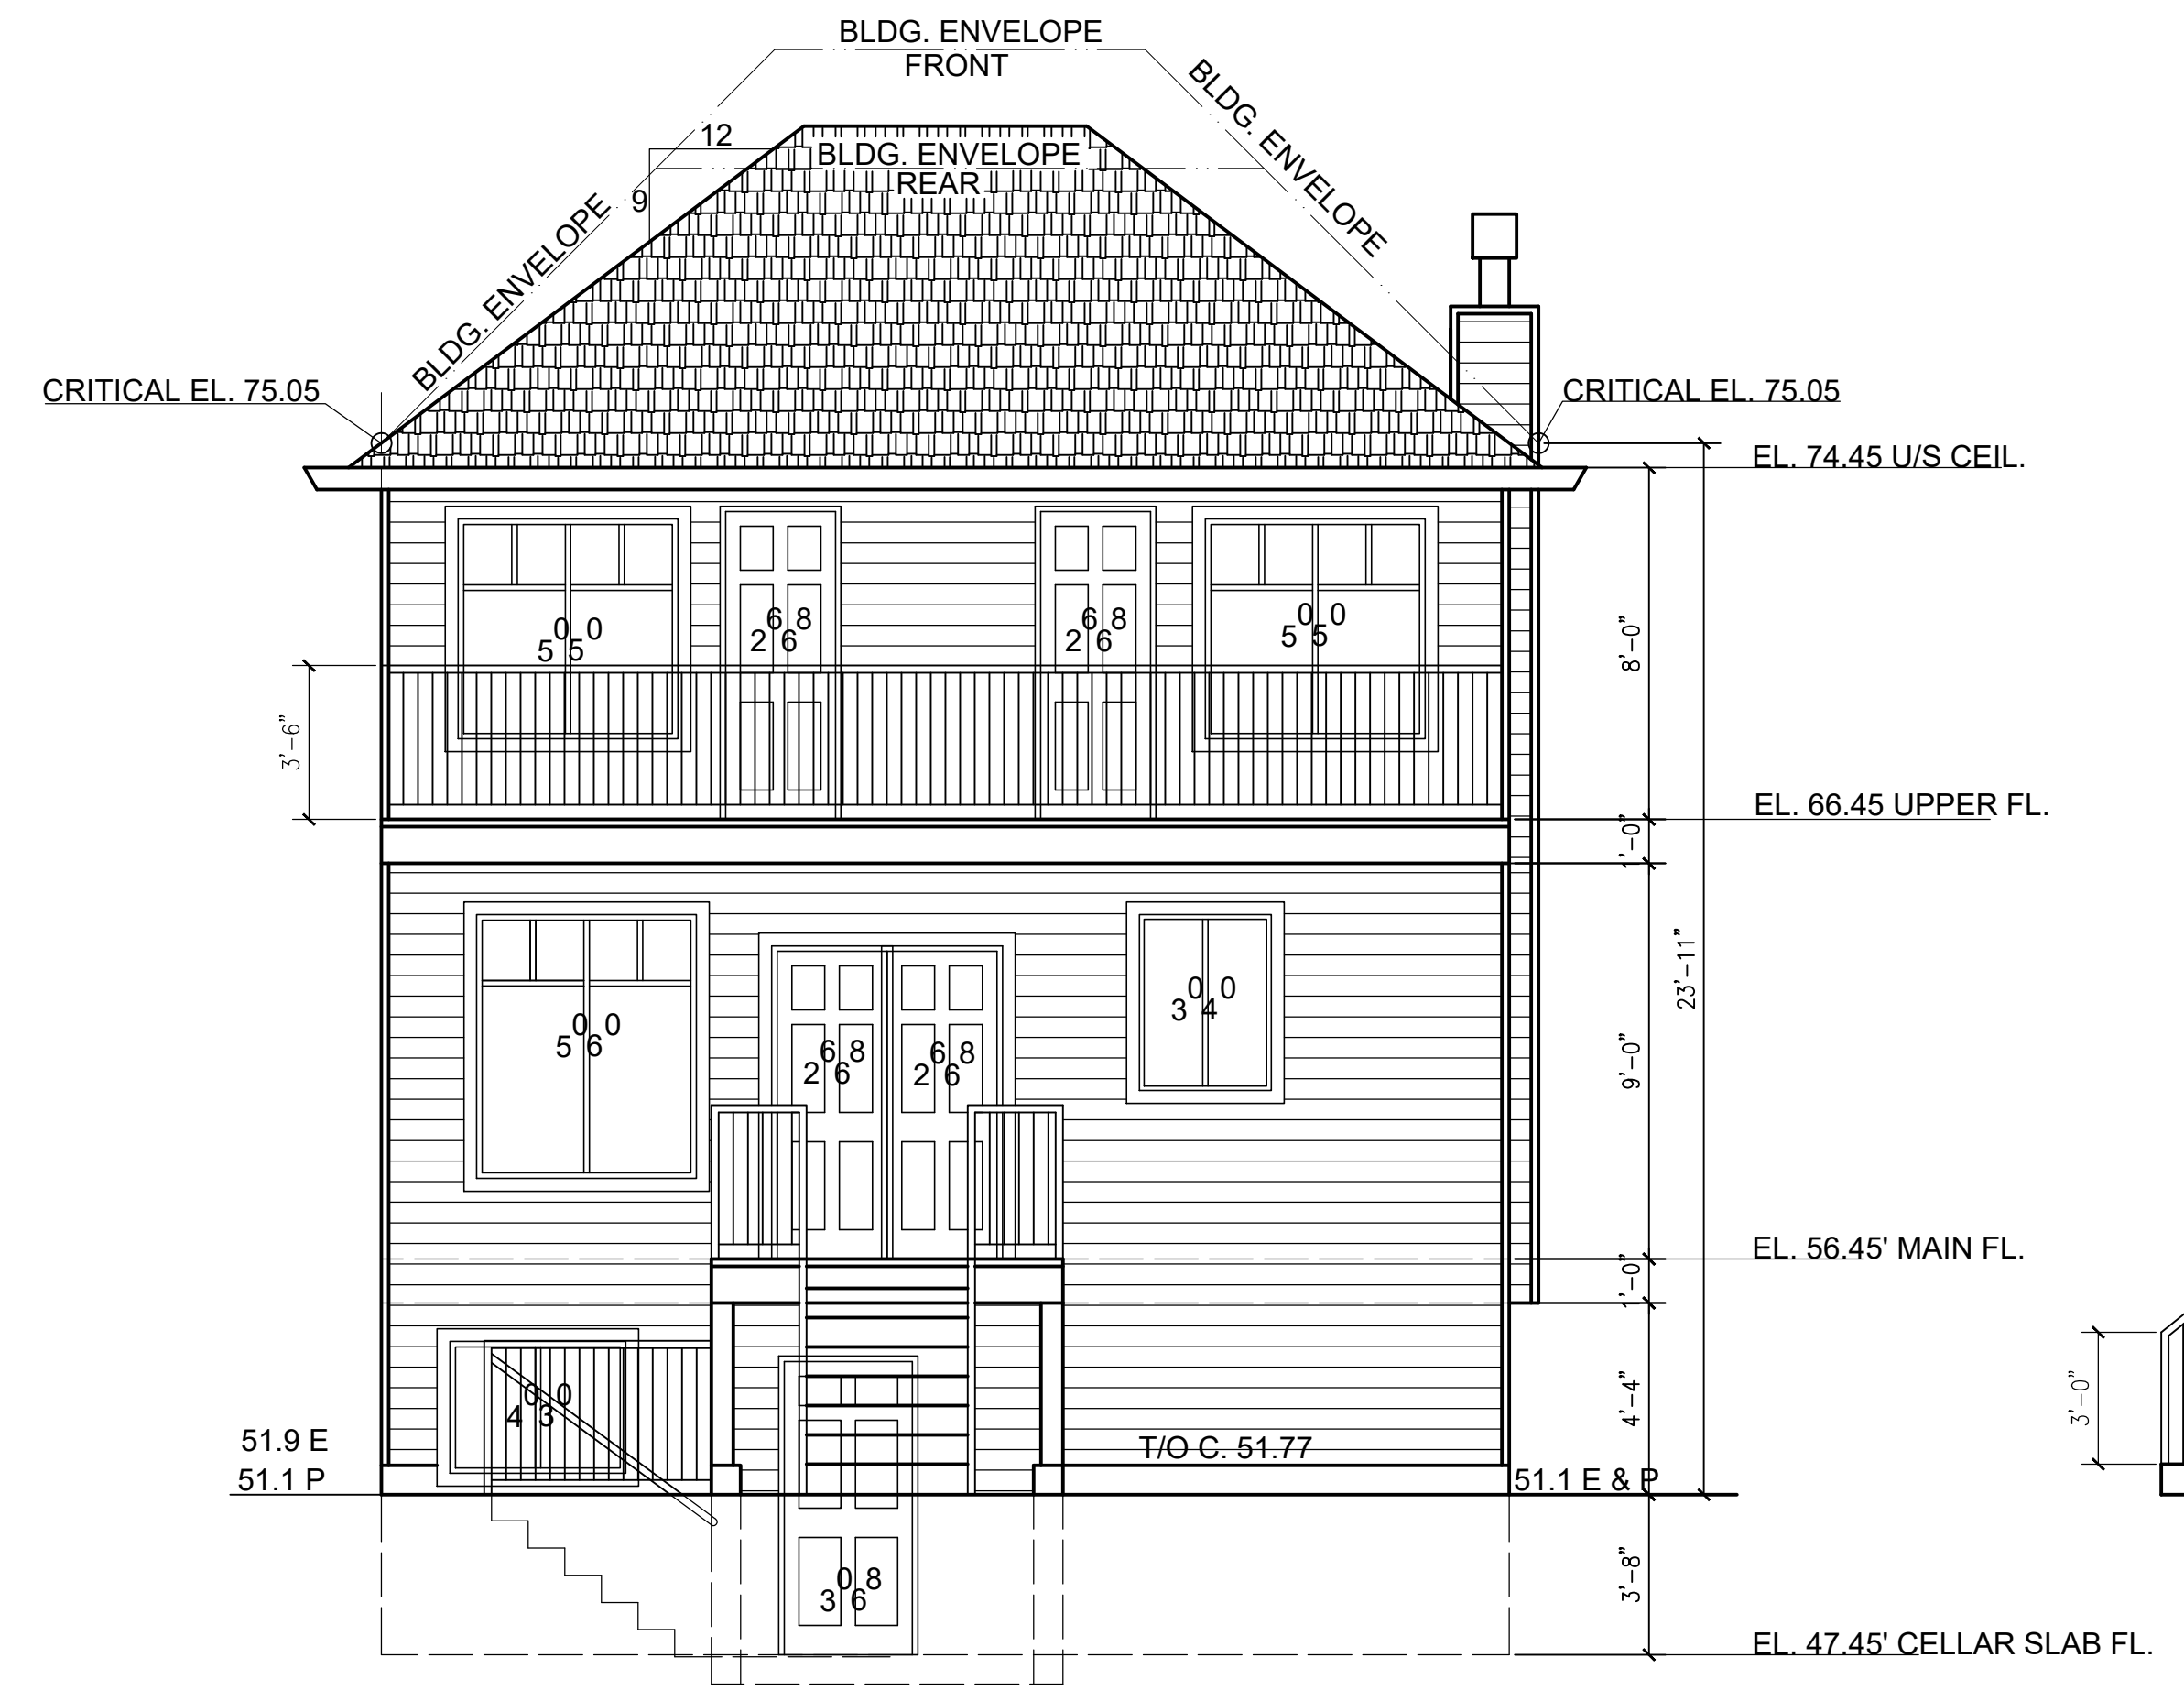 BLDG. ENVELOPE
FRONT
BLDG. ENVELOPE
12
9
BLDG. ENVELOPE
REAR
BLDG. ENVELOPE
CRITICAL EL. 75.05
CRITICAL EL. 75.05
EL. 74.45 U/S CEIL.
5 0 5 0
2 6 6 8
2 6 6 8
5 0 5 0
8'-0"
3'-6"
EL. 66.45 UPPER FL.
'-0"
5 0 6 0
2 6 6 8
2 6 6 8
3 0 4 0
23'-11"
9'-0"
EL. 56.45' MAIN FL.
'-0"
4 0 3 0
4'-4"
3'-0"
51.9 E
T/O C. 51.77
51.1 P
51.1 E & P
3 0 6 8
3'-8"
EL. 47.45' CELLAR SLAB FL.